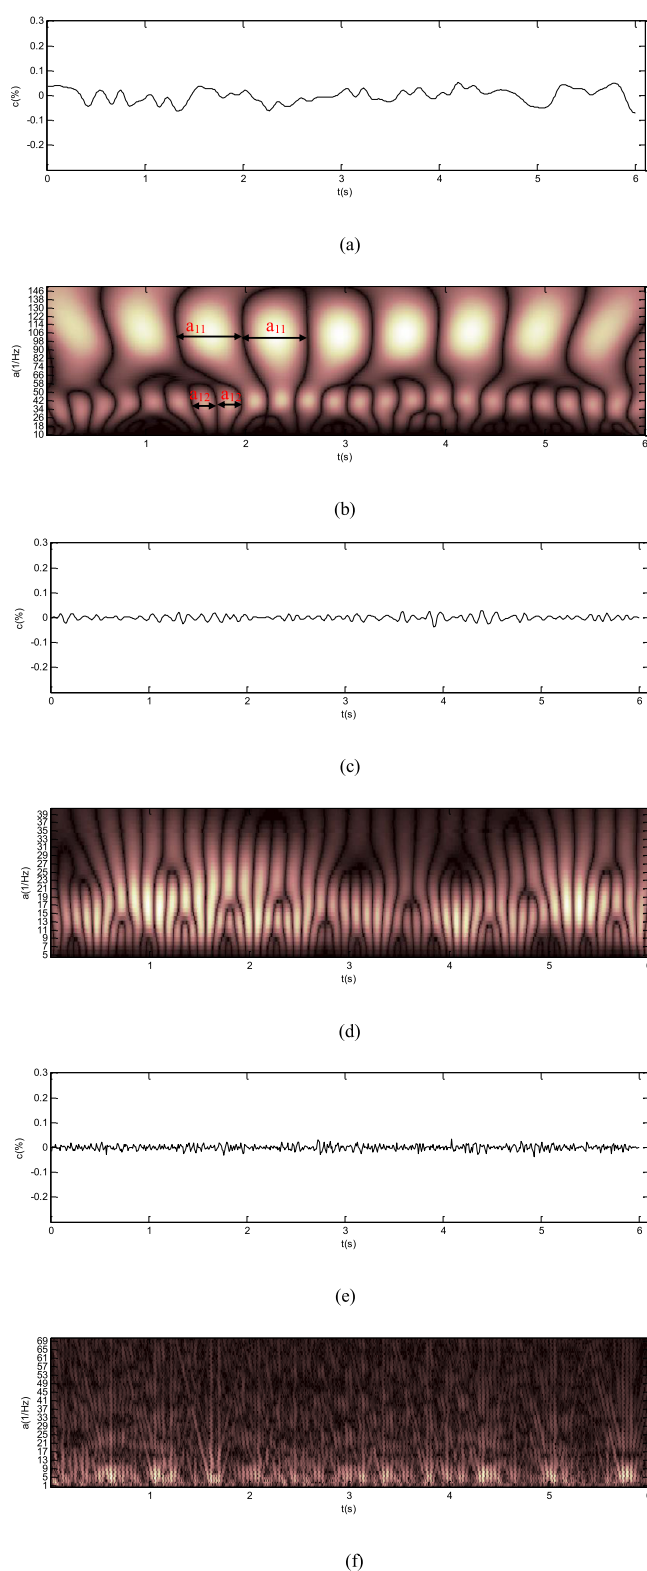 0.3
0.2
0.1
0
-0.1
-0.2
c(%)
0 1 2 3 4 5 6
t(s)
(a)
146
138
130
122
114
106
98
90
82
74
66
58
50
42
34
26
18
10
a(1/Hz)
a11 a11
a12
1 2 3 4 5 6
t(s)
(b)
0.3
0.2
0.1
0
-0.1
-0.2
c(%)
0 1 2 3 4 5 6
t(s)
(c)
39
37
35
33
31
29
27
25
23
21
19
17
15
13
11
9
7
5
a(1/Hz)
1 2 3 4 5 6
t(s)
(d)
0.3
0.2
0.1
0
-0.1
-0.2
c(%)
0 1 2 3 4 5 6
t(s)
(e)
69
65
61
57
53
49
45
41
37
33
29
25
21
17
13
9
5
1
a(1/Hz)
1 2 3 4 5 6
t(s)
(f)